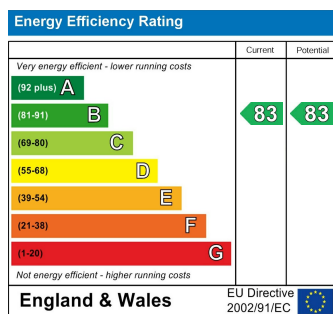 Energy Efficiency Rating
Current Potential
Very energy efficient - lower running costs
(92 plus) A
(81-91) B 83 83
(69-80) C
(55-68) D
(39-54) E
(21-38) F
(1-20) G
Not energy efficient - higher running costs
England & Wales
EU Directive
2002/91/EC